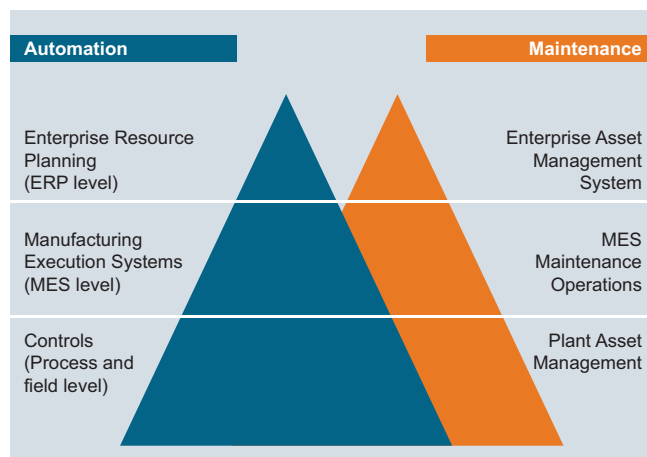 Automation
Maintenance
Enterprise Resource
Planning
(ERP level)
Enterprise Asset
Management
System
Manufacturing
Execution Systems
(MES level)
MES
Maintenance
Operations
Controls
(Process and
field level)
Plant Asset
Management